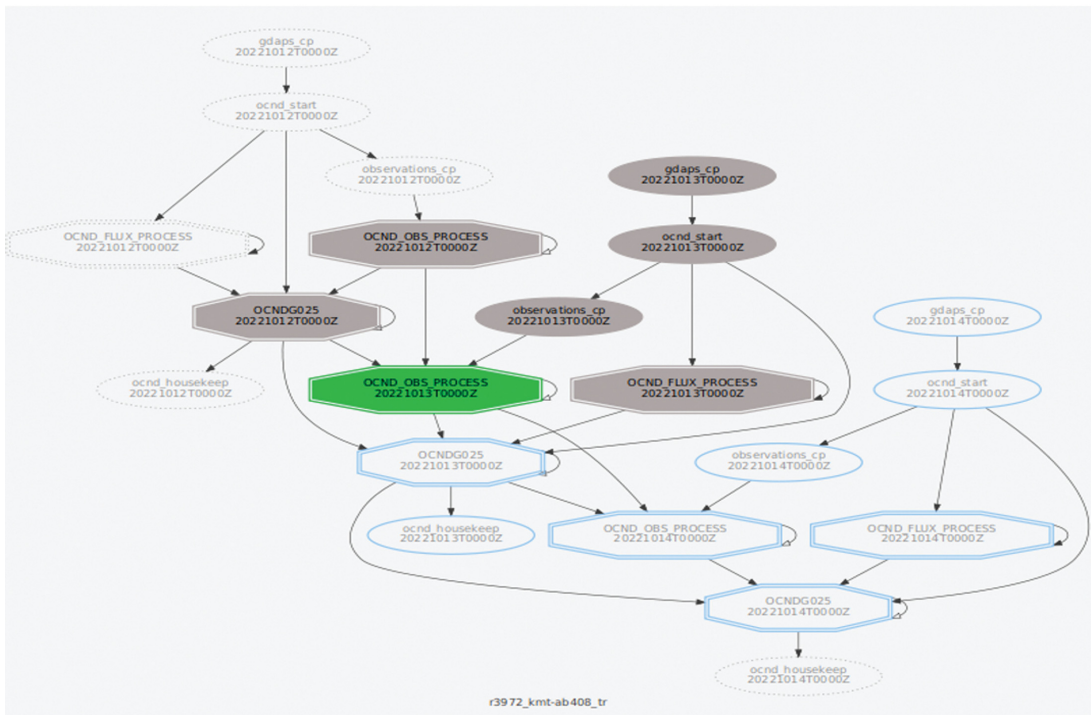 gdaps_cp
20221012T0000Z
ocnd_start
20221012T0000Z
observations_cp
20221012T0000Z
gdaps_cp
20221013T0000Z
OCND_FLUX_PROCESS
20221012T0000Z
OCND_OBS_PROCESS
20221012T0000Z
ocnd_start
20221013T0000Z
OCNDG025
20221012T0000Z
observations_cp
20221013T0000Z
gdaps_cp
20221014T0000Z
ocnd_housekeep
20221012T0000Z
OCND_OBS_PROCESS
20221013T0000Z
OCND_FLUX_PROCESS
20221013T0000Z
ocnd_start
20221014T0000Z
OCNDG025
20221013T0000Z
observations_cp
20221014T0000Z
ocnd_housekeep
20221013T0000Z
OCND_OBS_PROCESS
20221014T0000Z
OCND_FLUX_PROCESS
20221014T0000Z
OCNDG025
20221014T0000Z
ocnd_housekeep
20221014T0000Z
r3972_kmt-ab408_tr